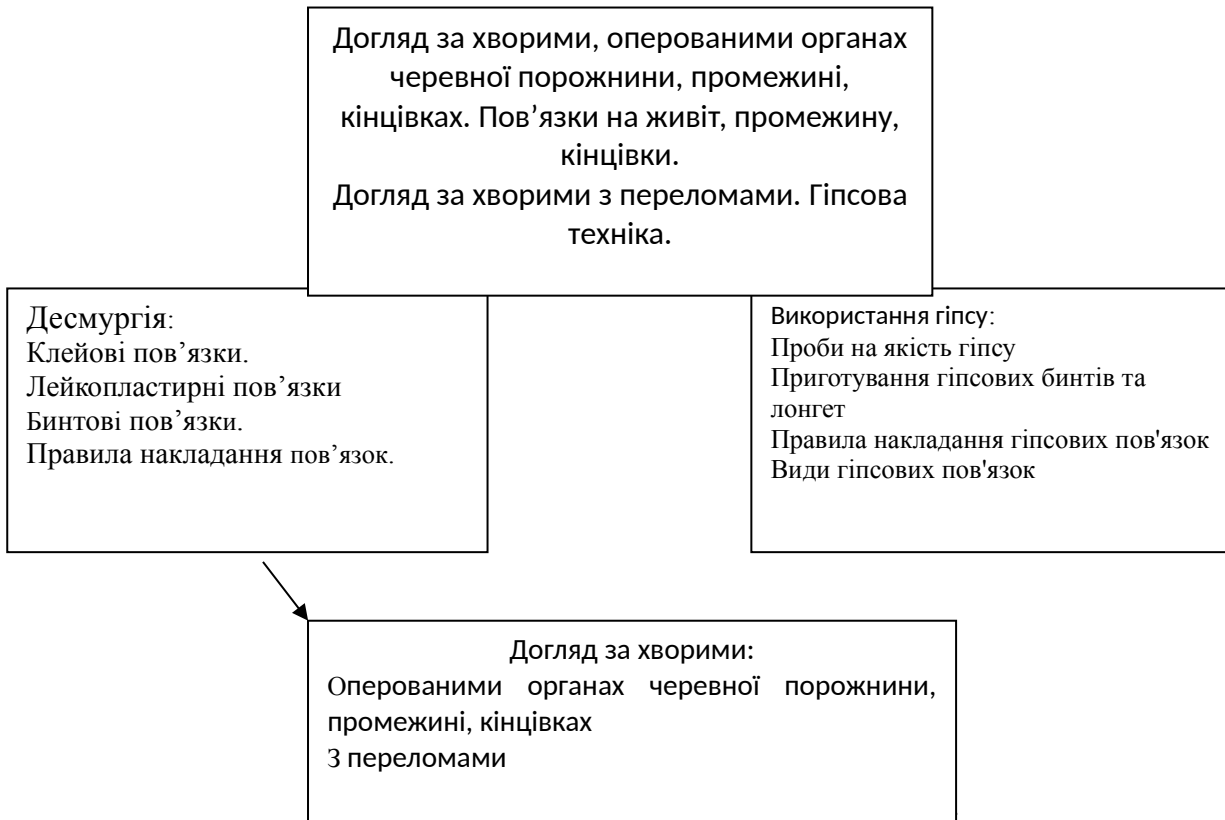 Догляд за хворими, оперованими органах
черевної порожнини, промежині,
кінцівках. Пов’язки на живіт, промежину,
кінцівки.
Догляд за хворими з переломами. Гіпсова
техніка.
Десмургія:
Клейові пов’язки.
Лейкопластирні пов’язки
Бинтові пов’язки.
Правила накладання пов’язок.
Використання гіпсу:
Проби на якість гіпсу
Приготування гіпсових бинтів та
лонгет
Правила накладання гіпсових пов'язок
Види гіпсових пов'язок
Догляд за хворими:
Оперованими органах черевної порожнини,
промежині, кінцівках
З переломами